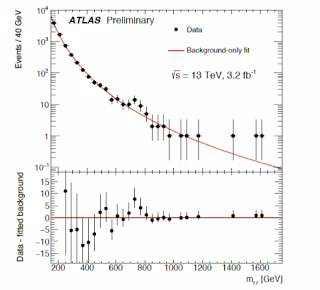 Events / 40 GeV
10⁴
10³
10²
10
1
10⁻¹
ATLAS Preliminary
Data
Background-only fit
√s = 13 TeV, 3.2 fb⁻¹
Data - fitted background
15
10
5
0
−5
−10
−15
200 400 600 800 1000 1200 1400 1600
mγγ [GeV]